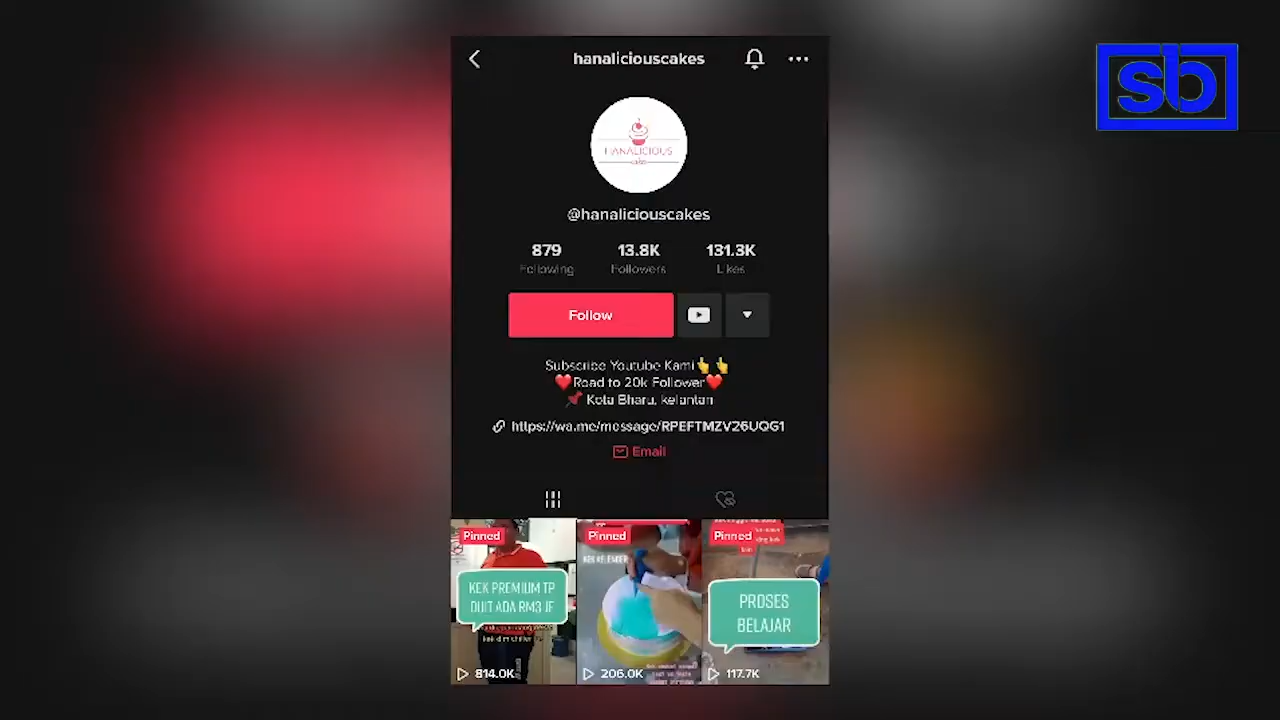 hanaliciouscakes
sb
HANALICIOUS
@hanaliciouscakes
879 13.8K 131.3K
Following Followers Likes
Follow
Subscribe Youtube Kami👆👆
❤️Road to 20k Follower❤️
📌 Kota Bharu, kelantan
https://wa.me/message/RPEFTMZV26UQG1
Email
Pinned
KEK PREMIUM TP
DUIT ADA RM3 JE
814.0K
Pinned
206.0K
Pinned
PROSES
BELAJAR
117.7K